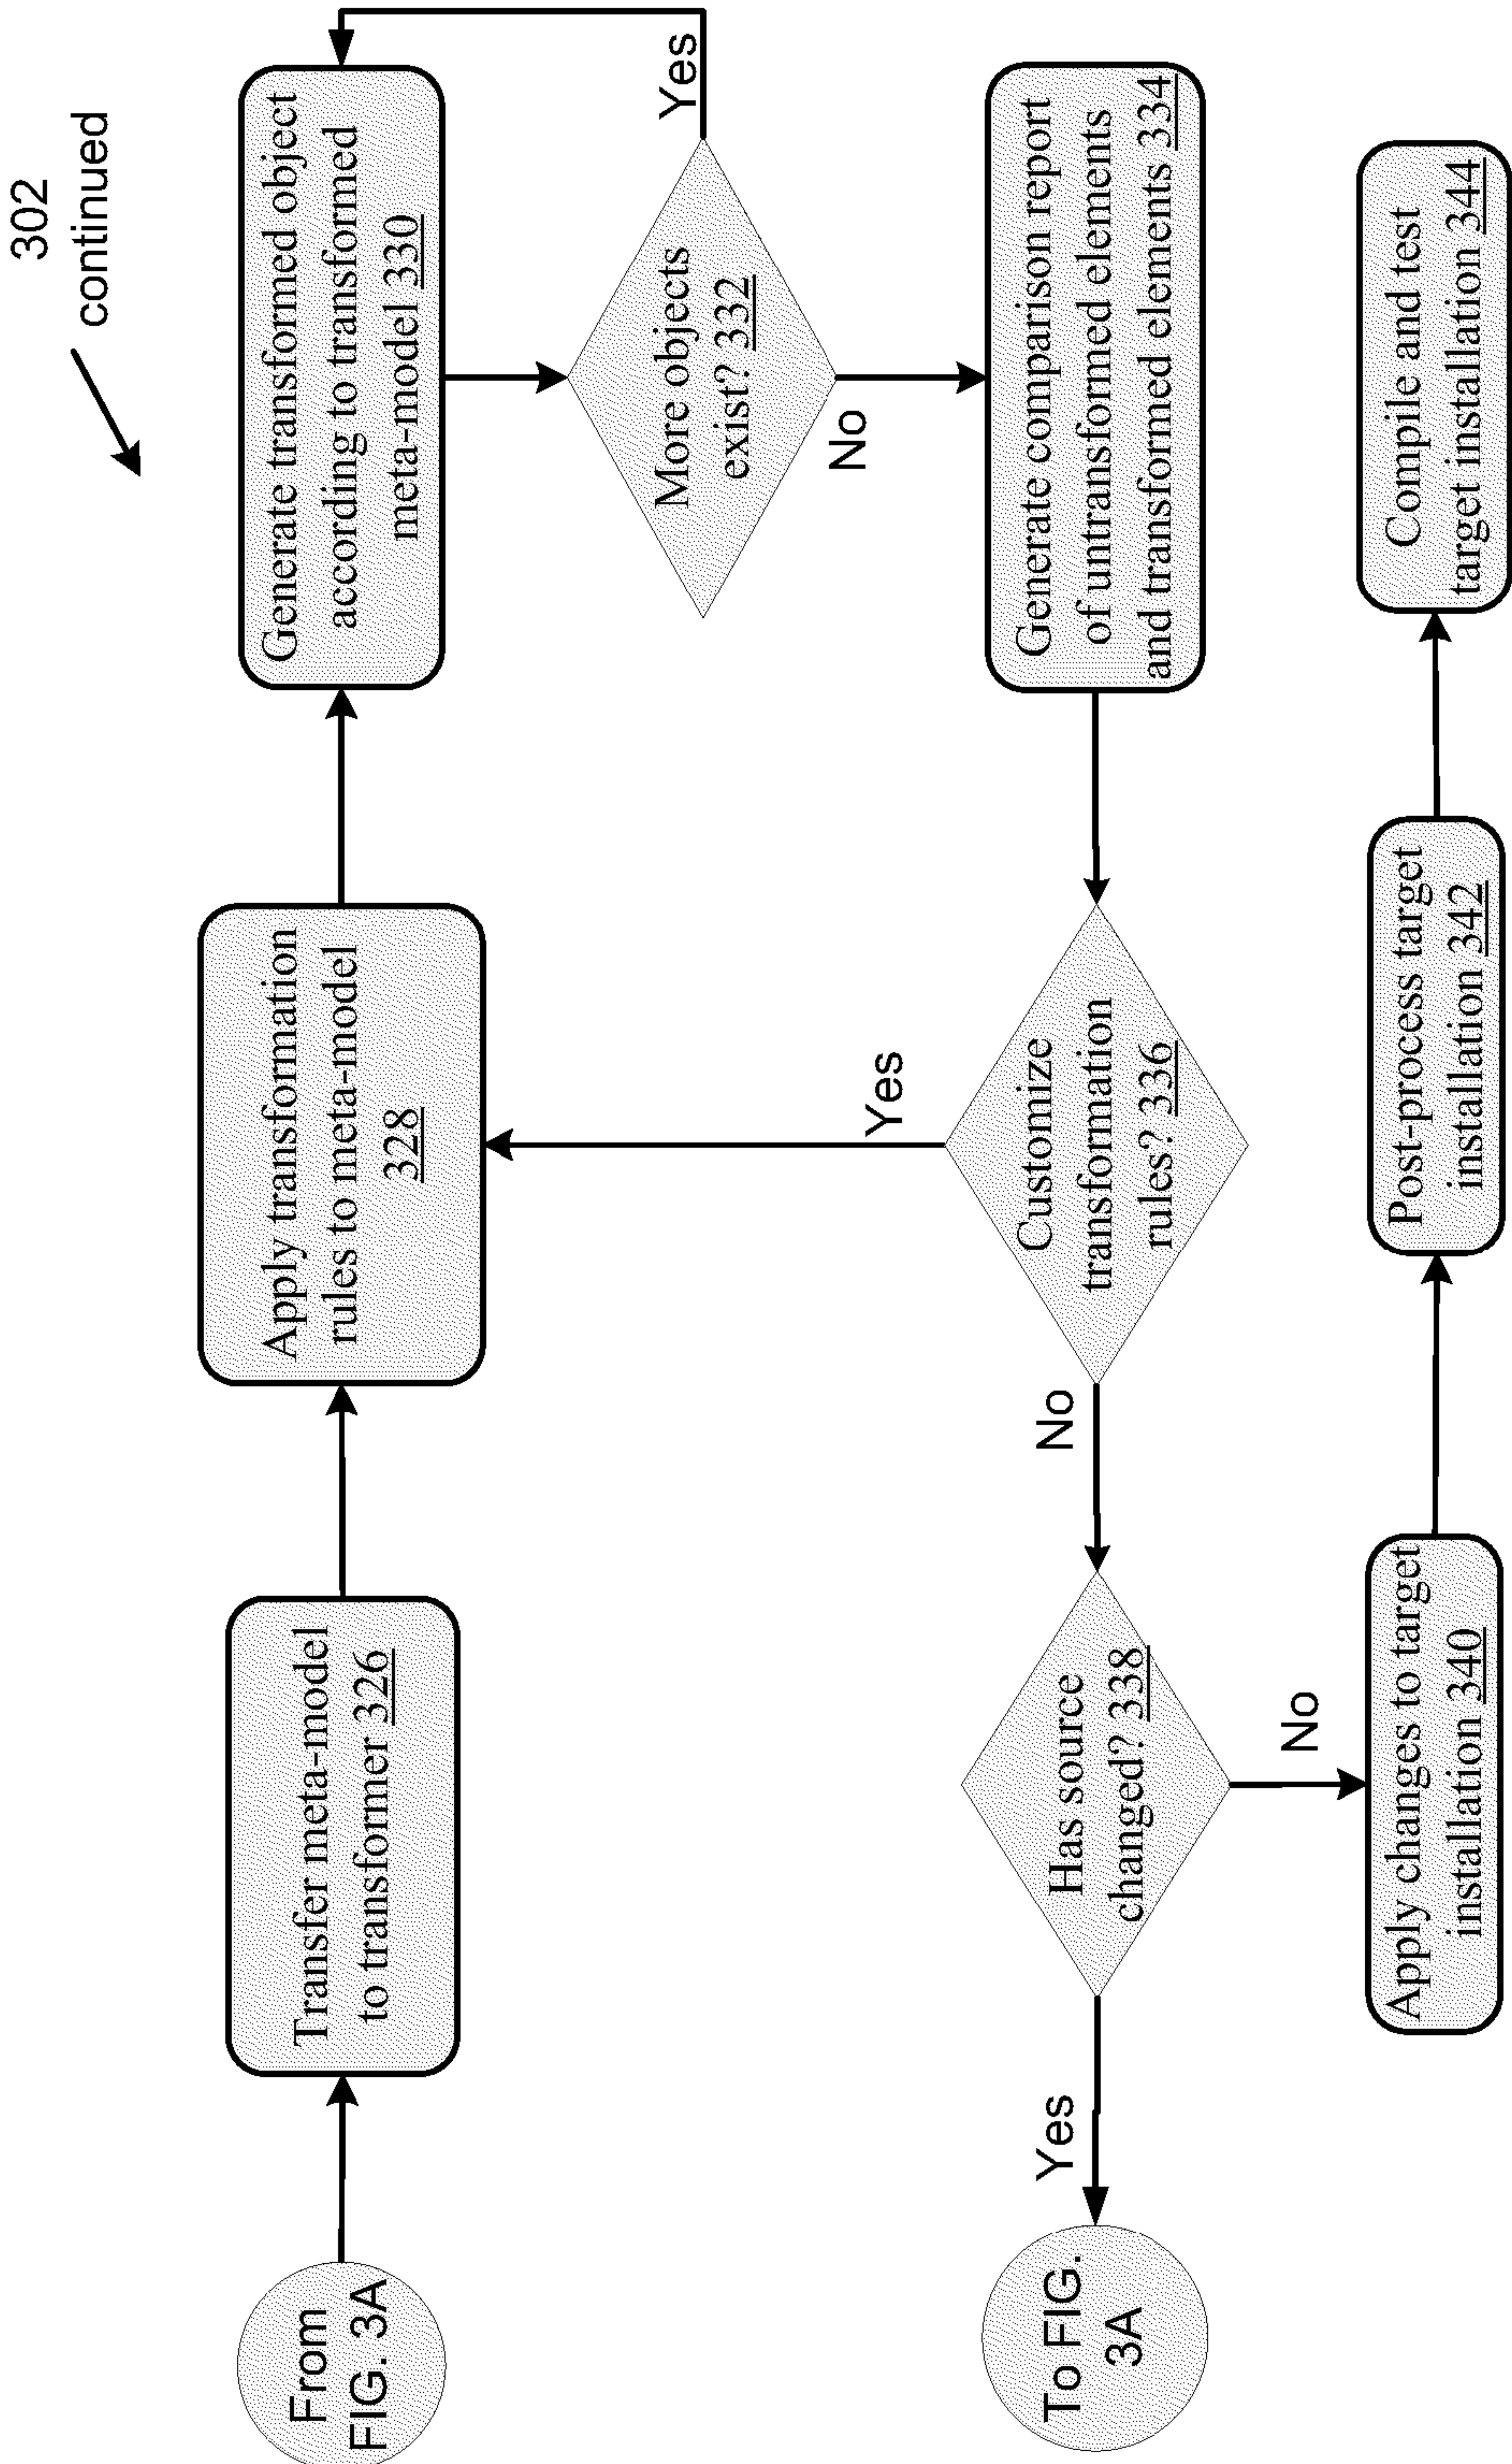 302
continued
From
FIG. 3A
Transfer meta-model
to transformer 326
Apply transformation
rules to meta-model
328
Generate transformed object
according to transformed
meta-model 330
More objects
exist? 332
Yes
No
Generate comparison report
of untransformed elements
and transformed elements 334
Customize
transformation
rules? 336
Yes
No
Has source
changed? 338
Yes
To FIG.
3A
No
Apply changes to target
installation 340
Post-process target
installation 342
Compile and test
target installation 344